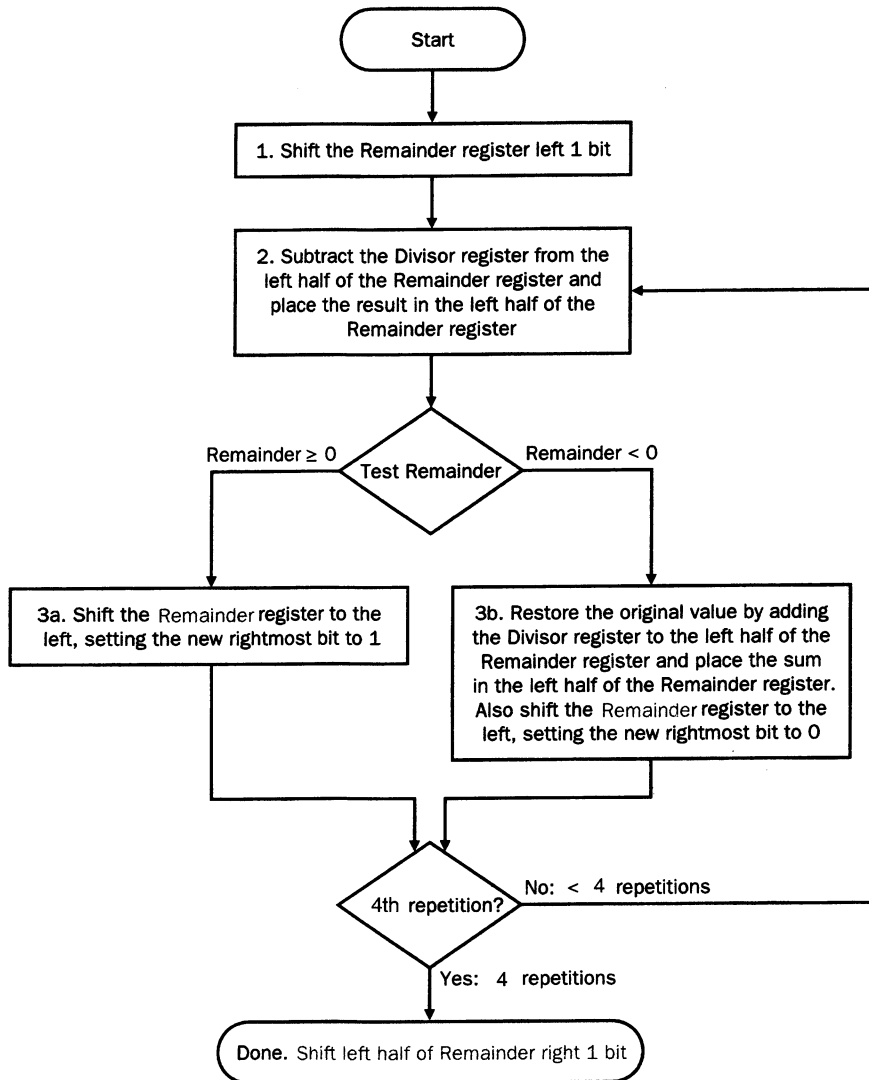 Start
1. Shift the Remainder register left 1 bit
2. Subtract the Divisor register from the
left half of the Remainder register and
place the result in the left half of the
Remainder register
Remainder ≥ 0
Test Remainder
Remainder < 0
3a. Shift the Remainder register to the
left, setting the new rightmost bit to 1
3b. Restore the original value by adding
the Divisor register to the left half of the
Remainder register and place the sum
in the left half of the Remainder register.
Also shift the Remainder register to the
left, setting the new rightmost bit to 0
4th repetition?
No: < 4 repetitions
Yes: 4 repetitions
Done. Shift left half of Remainder right 1 bit